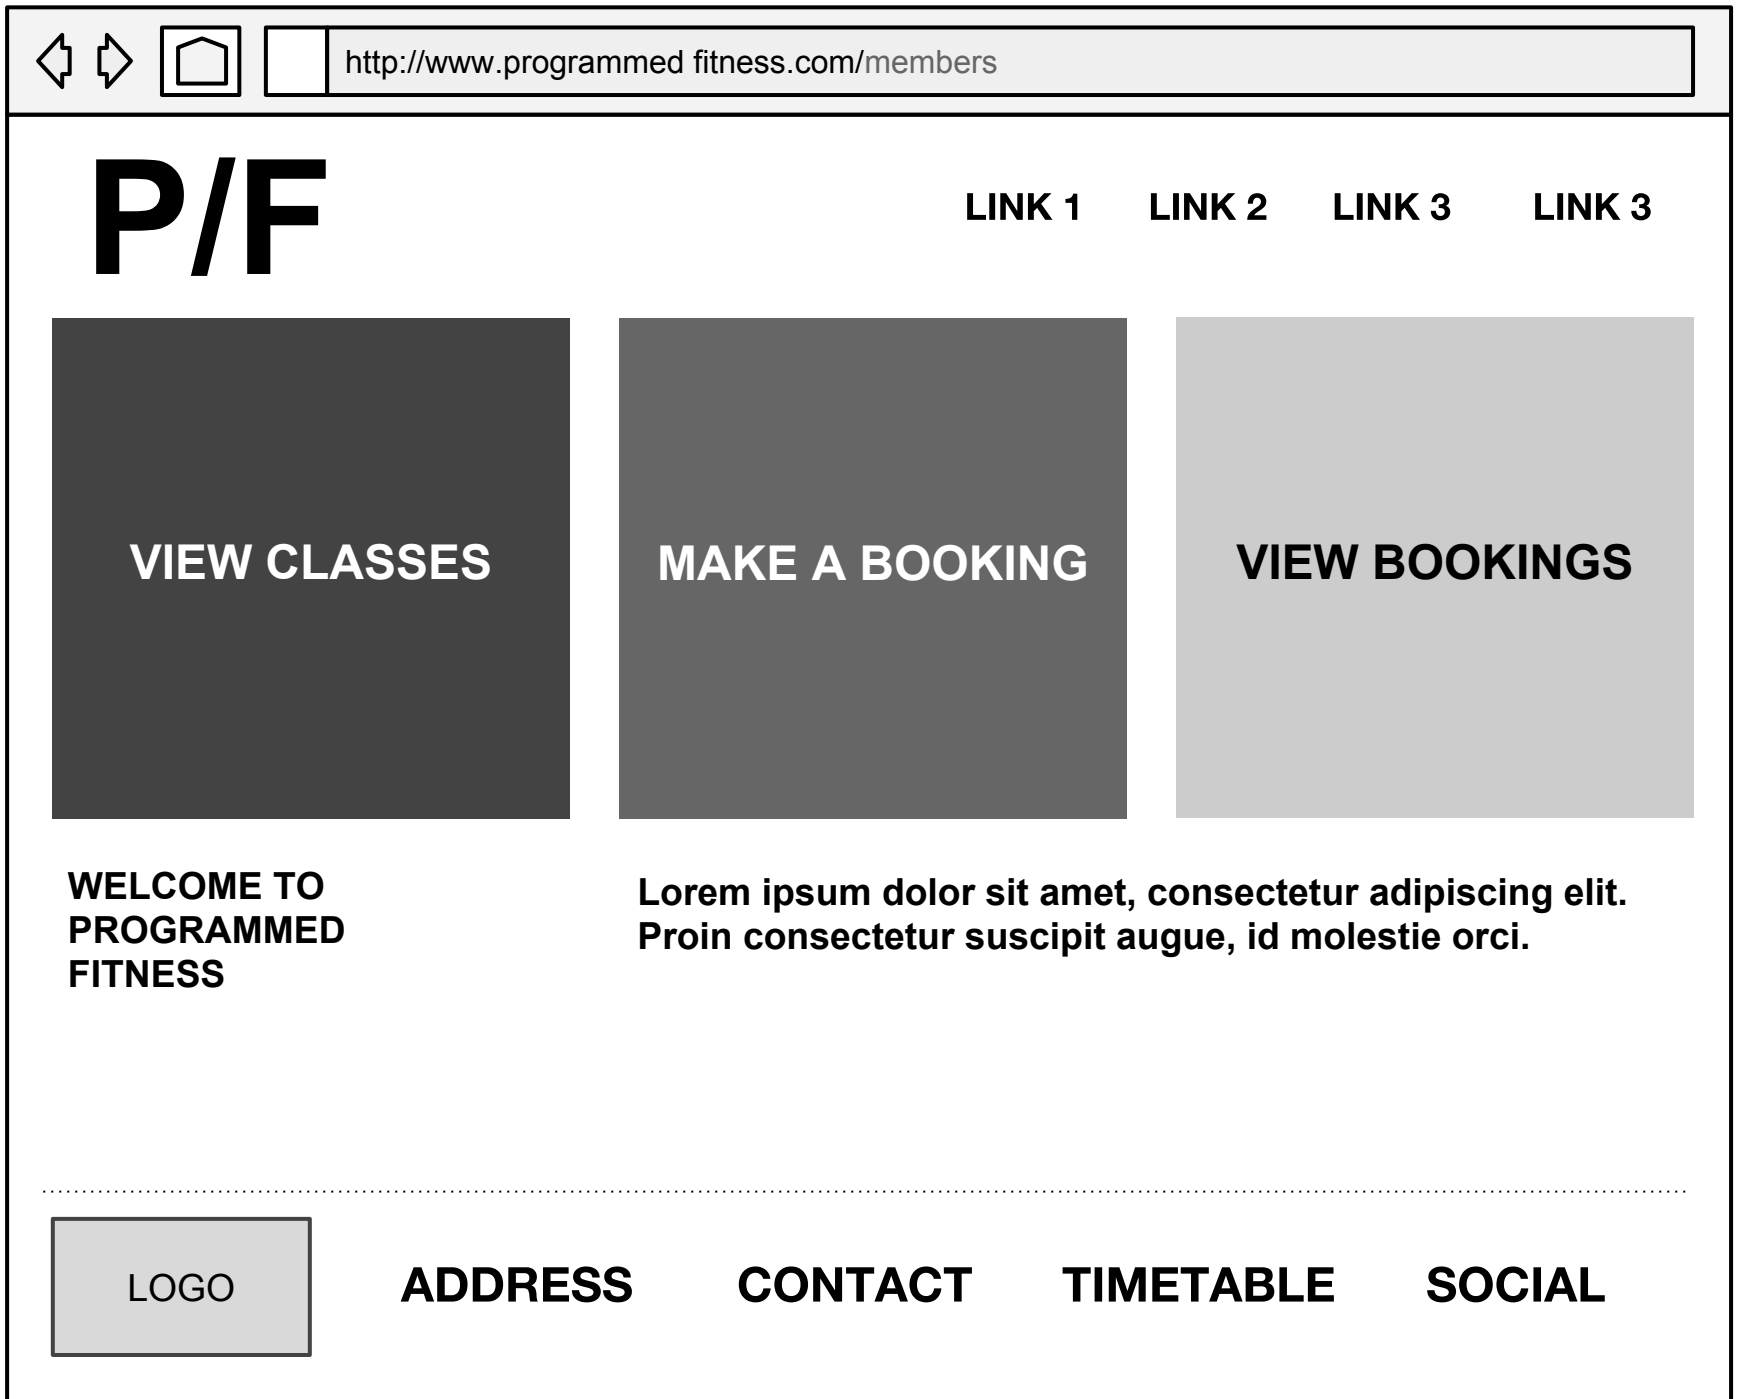 http://www.programmed fitness.com/members
P/F
LINK 1 LINK 2 LINK 3 LINK 3
VIEW CLASSES
MAKE A BOOKING
VIEW BOOKINGS
WELCOME TO
PROGRAMMED
FITNESS
Lorem ipsum dolor sit amet, consectetur adipiscing elit.
Proin consectetur suscipit augue, id molestie orci.
LOGO
ADDRESS CONTACT TIMETABLE SOCIAL